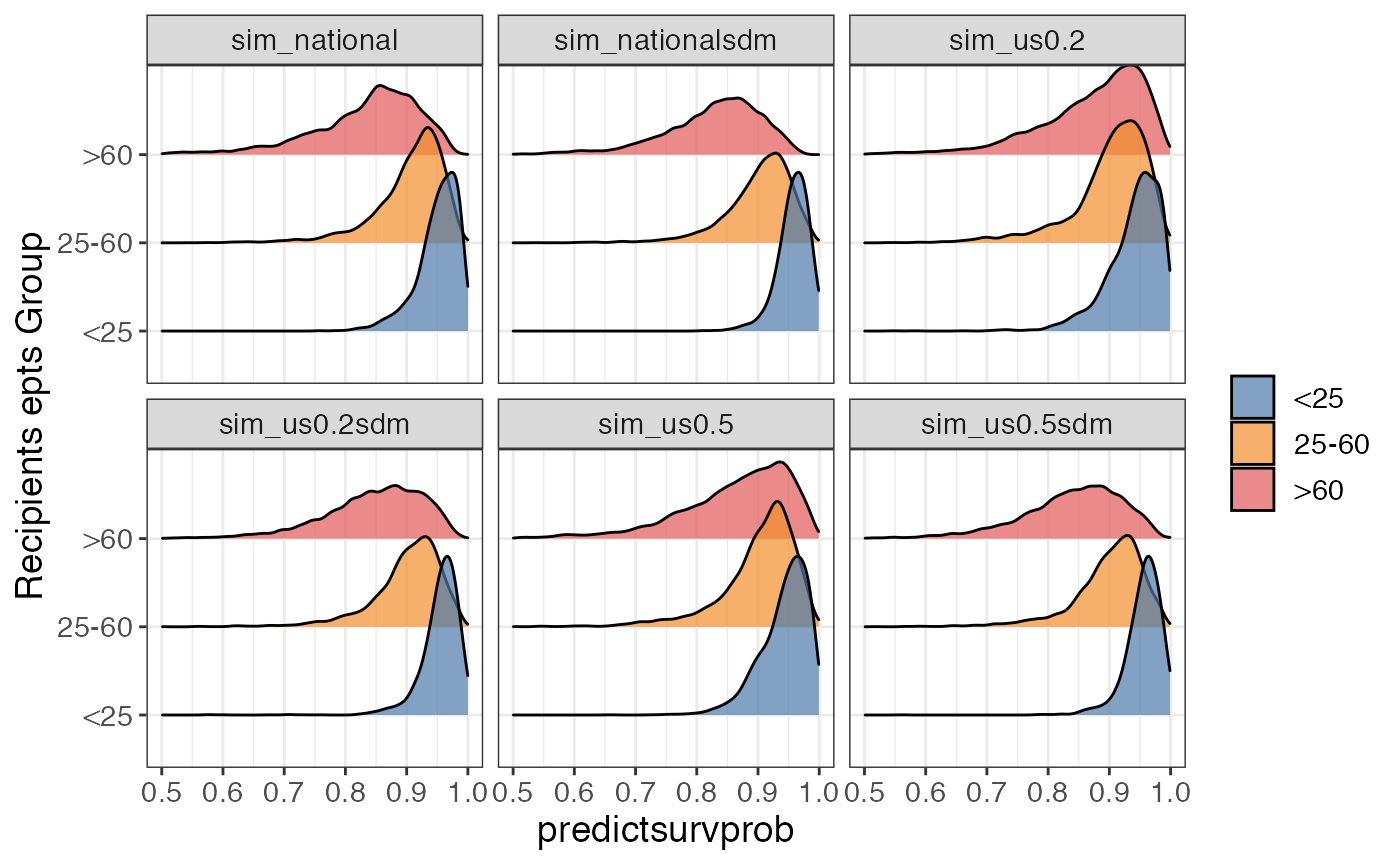 sim_national
sim_nationalsdm
sim_us0.2
>60
25-60
<25
sim_us0.2sdm
sim_us0.5
sim_us0.5sdm
>60
25-60
<25
0.5 0.6 0.7 0.8 0.9 1.0
0.5 0.6 0.7 0.8 0.9 1.0
0.5 0.6 0.7 0.8 0.9 1.0
predictsurvprob
Recipients epts Group
<25
25-60
>60